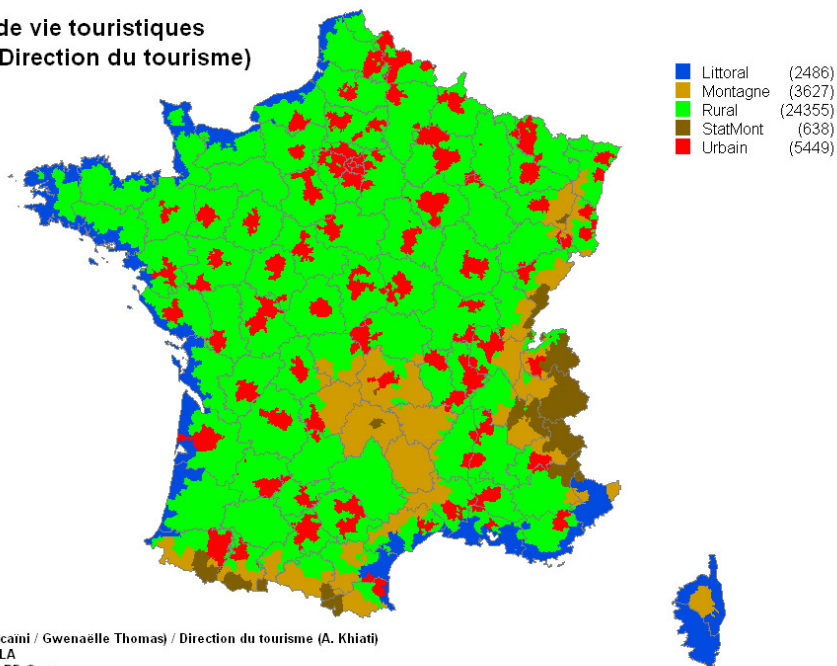 de vie touristiques
Direction du tourisme)
Littoral (2486)
Montagne (3627)
Rural (24355)
StatMont (638)
Urbain (5449)
caïni / Gwenaëlle Thomas) / Direction du tourisme (A. Khiati)
LA